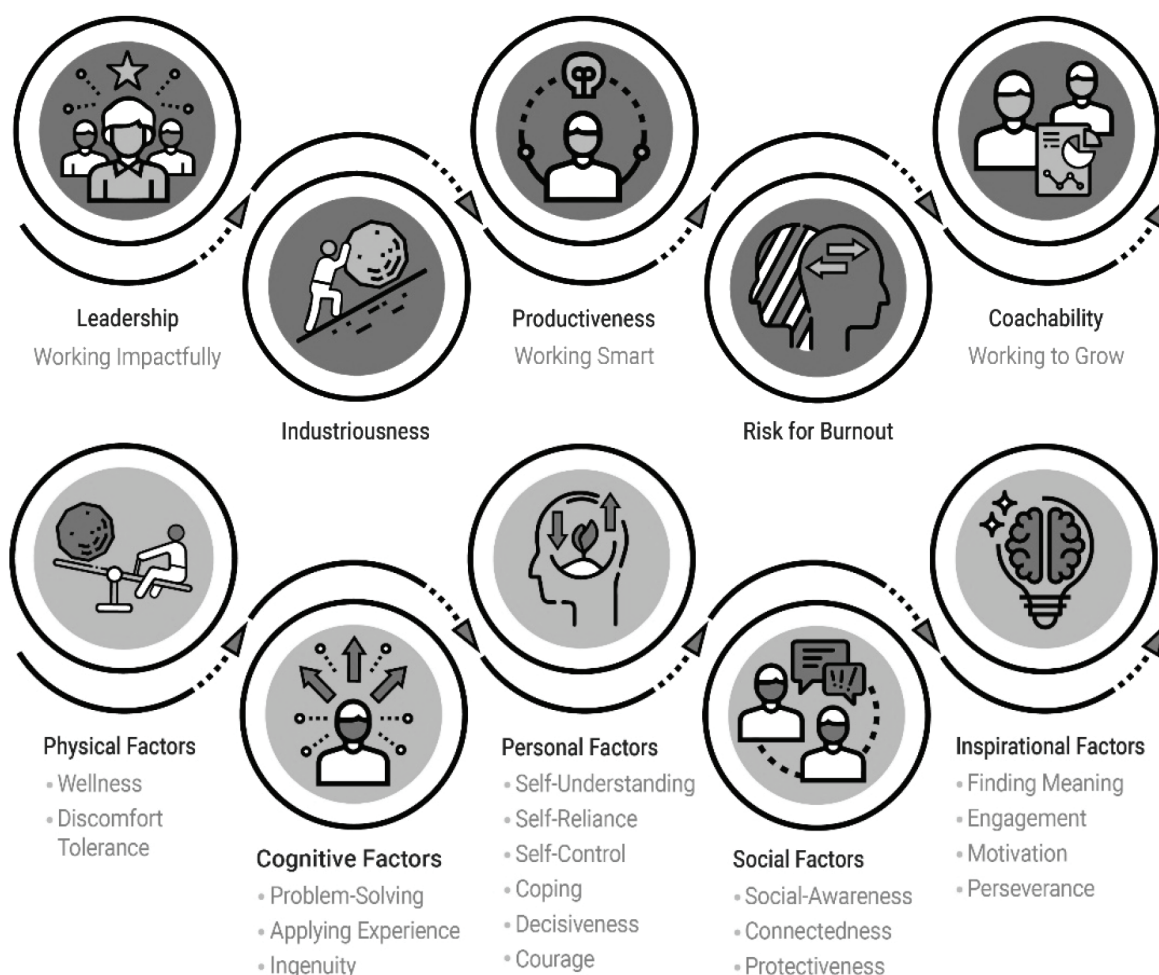 Leadership
Working Impactfully
Industriousness
Productiveness
Working Smart
Risk for Burnout
Coachability
Working to Grow
Physical Factors
• Wellness
• Discomfort
Tolerance
Cognitive Factors
• Problem-Solving
• Applying Experience
• Ingenuity
Personal Factors
• Self-Understanding
• Self-Reliance
• Self-Control
• Coping
• Decisiveness
• Courage
Social Factors
• Social-Awareness
• Connectedness
• Protectiveness
Inspirational Factors
• Finding Meaning
• Engagement
• Motivation
• Perseverance